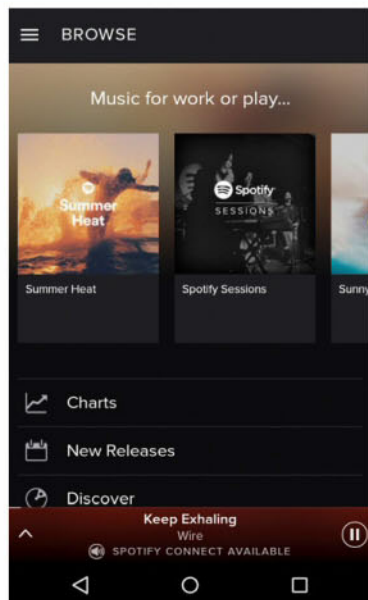 BROWSE
Music for work or play...
Summer
Heat
Spotify
SESSIONS
Summer Heat
Spotify Sessions
Sunny
Charts
New Releases
Discover
Keep Exhaling
Wire
SPOTIFY CONNECT AVAILABLE